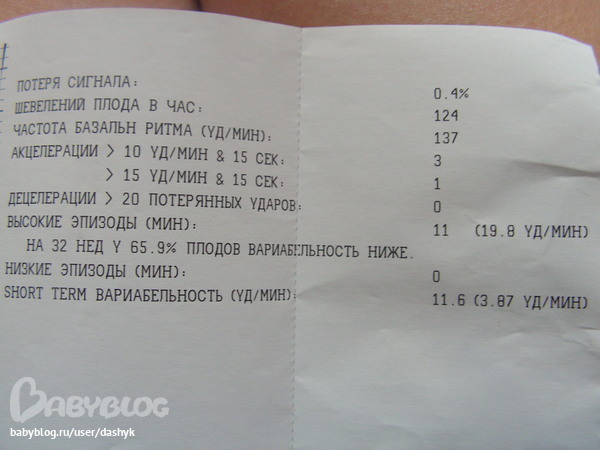 ПОТЕРЯ СИГНАЛА: 0.4%
ШЕВЕЛЕНИЙ ПЛОДА В ЧАС: 124
ЧАСТОТА БАЗАЛЬН РИТМА (УД/МИН): 137
АКЦЕЛЕРАЦИИ > 10 УД/МИН & 15 СЕК: 3
> 15 УД/МИН & 15 СЕК: 1
ДЕЦЕЛЕРАЦИИ > 20 ПОТЕРЯННЫХ УДАРОВ: 0
ВЫСОКИЕ ЭПИЗОДЫ (МИН): 11 (19.8 УД/МИН)
НА 32 НЕД У 65.9% ПЛОДОВ ВАРИАБЕЛЬНОСТЬ НИЖЕ.
НИЗКИЕ ЭПИЗОДЫ (МИН): 0
SHORT TERM ВАРИАБЕЛЬНОСТЬ (УД/МИН): 11.6 (3.87 УД/МИН)
BABYBLOG
babyblog.ru/user/dashyk